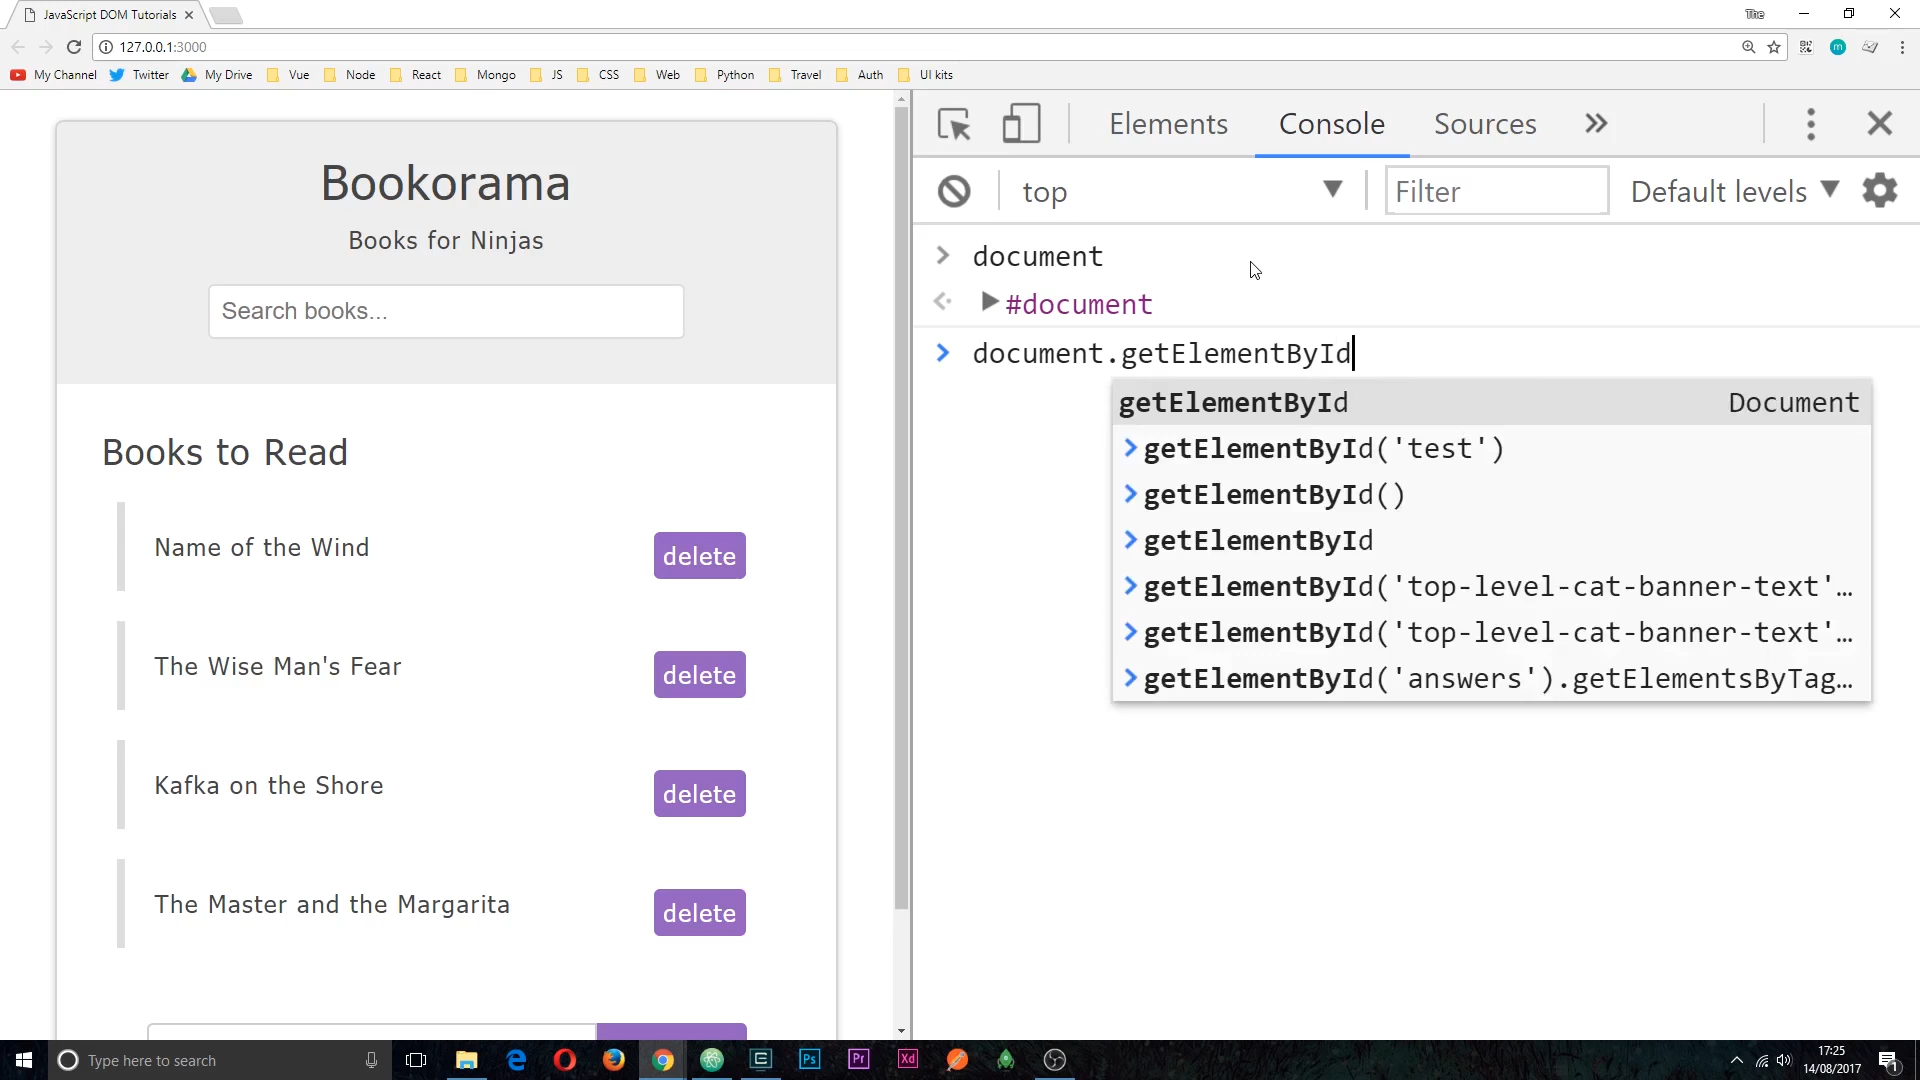 JavaScript DOM Tutorials
The
127.0.0.1:3000
My Channel Twitter My Drive Vue Node React Mongo JS CSS Web Python Travel Auth UI kits
Bookorama
Books for Ninjas
Search books...
Books to Read
Name of the Wind delete
The Wise Man's Fear delete
Kafka on the Shore delete
The Master and the Margarita delete
Elements Console Sources
top Filter Default levels
document
#document
document.getElementById
getElementById Document
getElementById('test')
getElementById()
getElementById
getElementById('top-level-cat-banner-text'…
getElementById('top-level-cat-banner-text'…
getElementById('answers').getElementsByTag…
Type here to search
Ps Pr Xd
17:25
14/08/2017
1